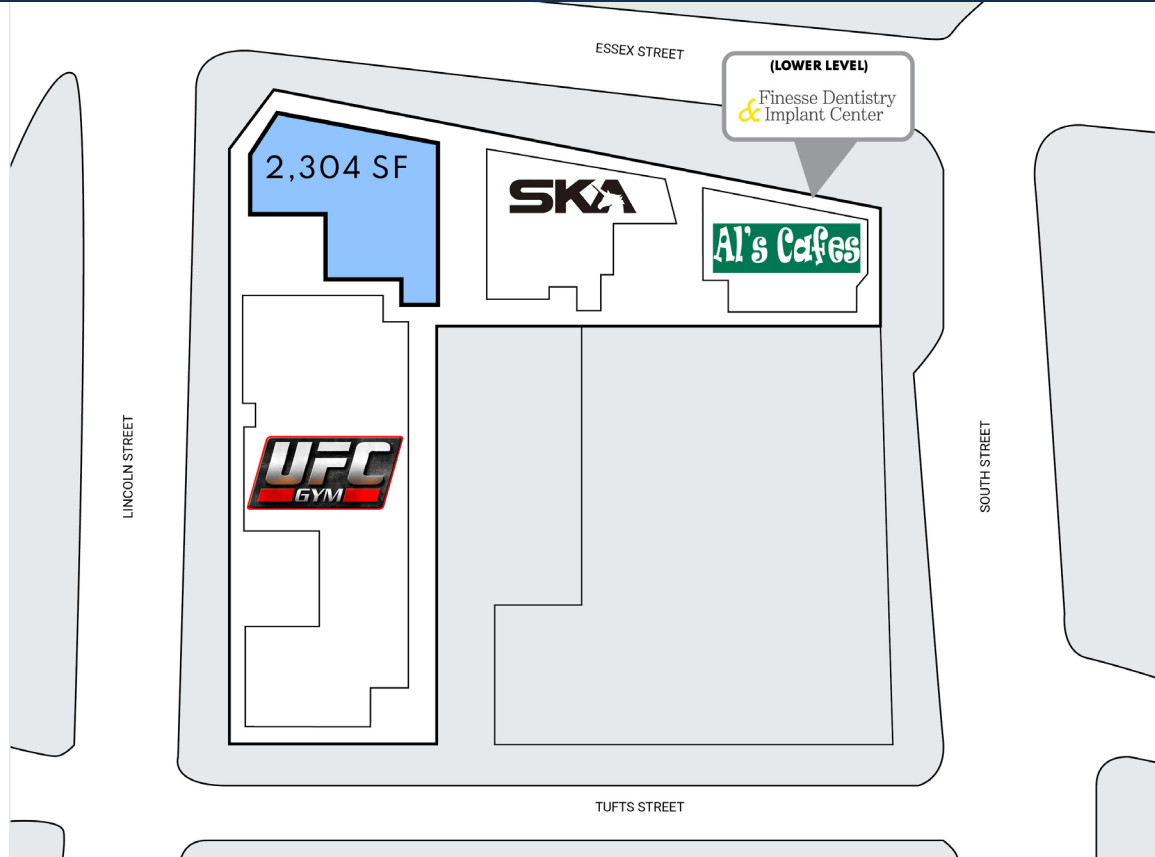 ESSEX STREET
(LOWER LEVEL)
Finesse Dentistry
& Implant Center
2,304 SF
SKA
Al's Cafes
LINCOLN STREET
UFC
GYM
SOUTH STREET
TUFTS STREET